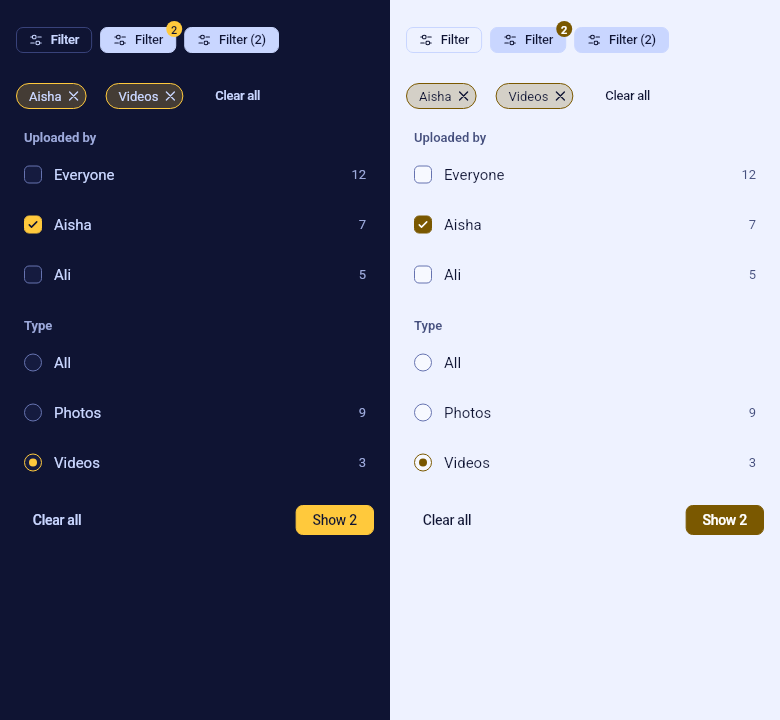 Filter Filter 2 Filter (2)
Aisha Videos Clear all
Uploaded by
Everyone 12
Aisha 7
Ali 5
Type
All
Photos 9
Videos 3
Clear all Show 2
Filter Filter 2 Filter (2)
Aisha Videos Clear all
Uploaded by
Everyone 12
Aisha 7
Ali 5
Type
All
Photos 9
Videos 3
Clear all Show 2